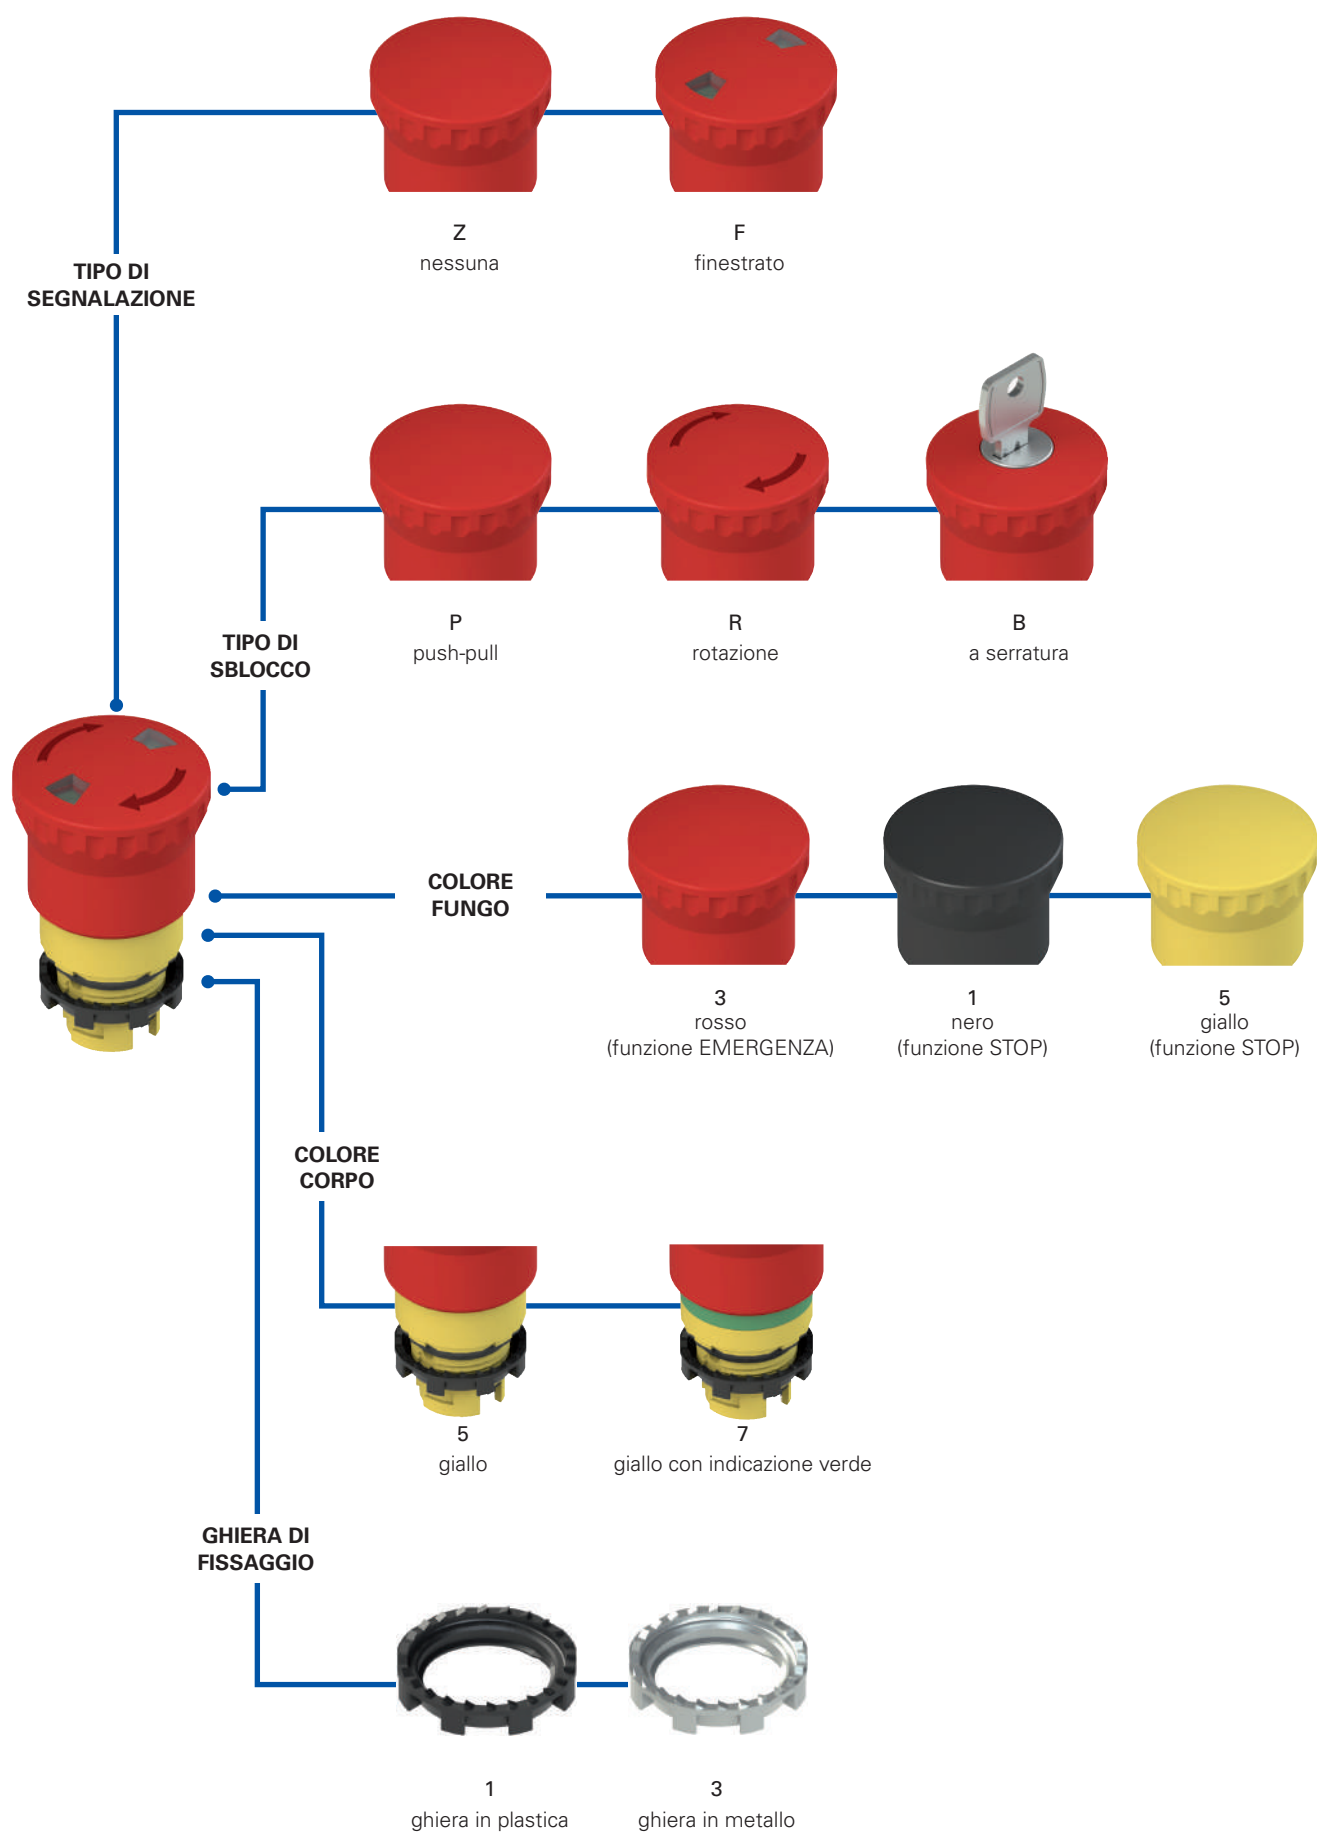 Z
nessuna
F
finestrato
TIPO DI
SEGNALAZIONE
P
push-pull
R
rotazione
B
a serratura
TIPO DI
SBLOCCO
COLORE
FUNGO
3
rosso
(funzione EMERGENZA)
1
nero
(funzione STOP)
5
giallo
(funzione STOP)
COLORE
CORPO
5
giallo
7
giallo con indicazione verde
GHIERA DI
FISSAGGIO
1
ghiera in plastica
3
ghiera in metallo